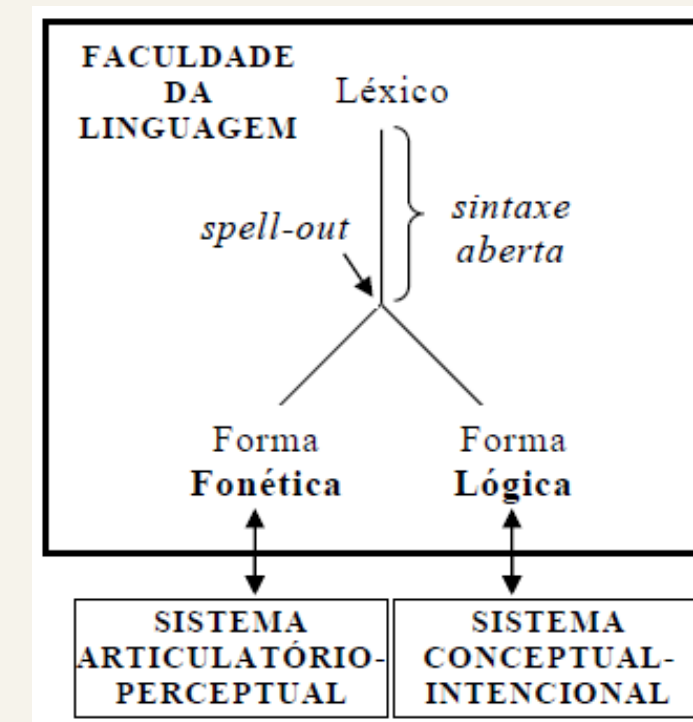 FACULDADE
DA
LINGUAGEM
Léxico
spell-out
sintaxe
aberta
Forma
Fonética
Forma
Lógica
SISTEMA
ARTICULATÓRIO-
PERCEPTUAL
SISTEMA
CONCEPTUAL-
INTENCIONAL